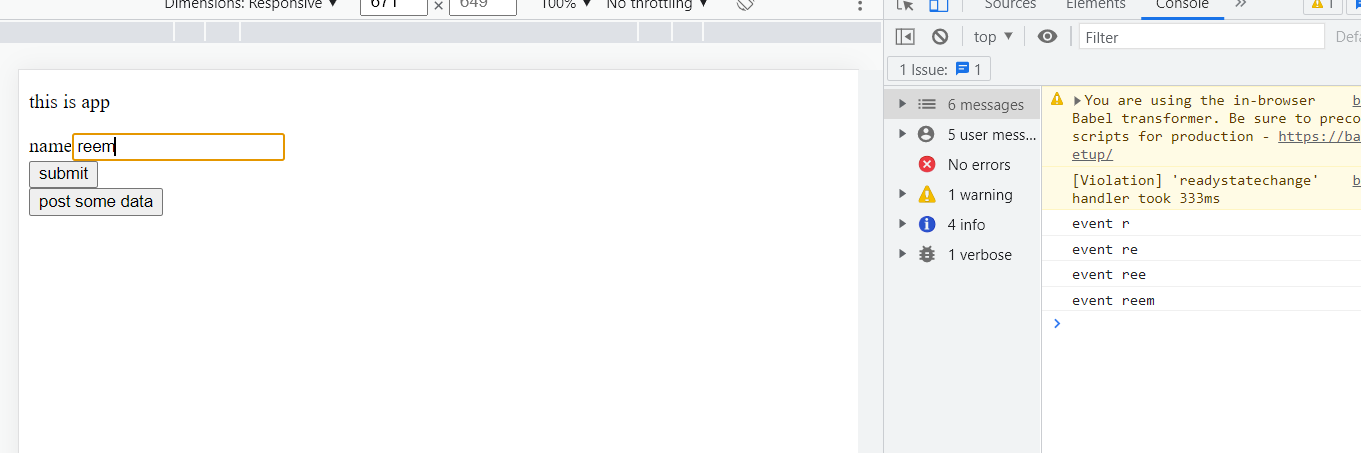 Dimensions: Responsive ▼ 671 × 649 100% ▼ No throttling ▼
Sources Elements Console » 1
top ▼ Filter Defa
1 Issue: 1
this is app
name reem
submit
post some data
6 messages
5 user mess...
No errors
1 warning
4 info
1 verbose
You are using the in-browser b
Babel transformer. Be sure to preco
scripts for production - https://ba
etup/
[Violation] 'readystatechange' b
handler took 333ms
event r
event re
event ree
event reem